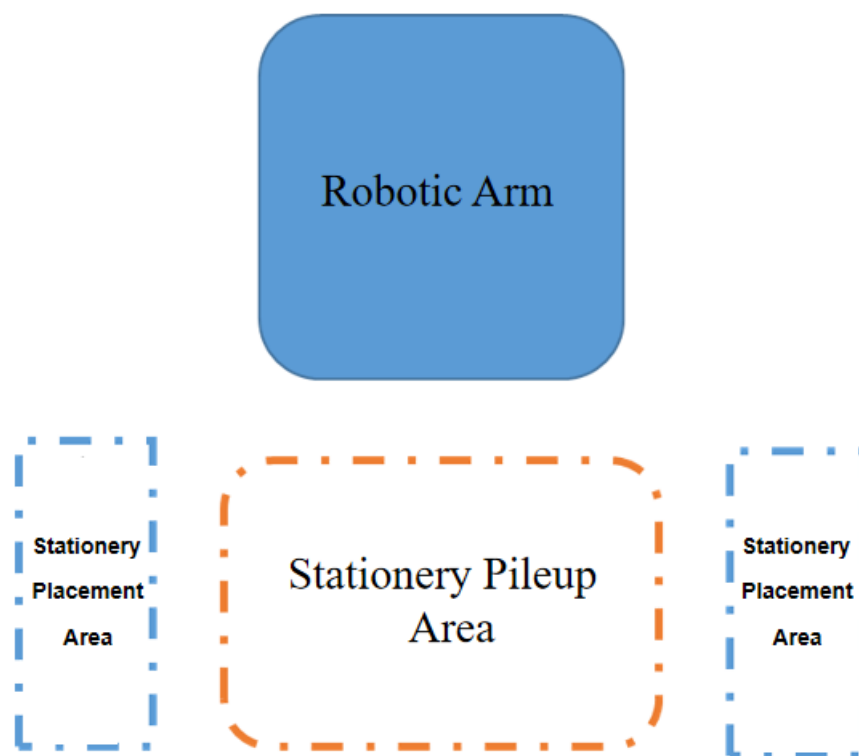 Robotic Arm
Stationery
Placement
Area
Stationery Pileup
Area
Stationery
Placement
Area